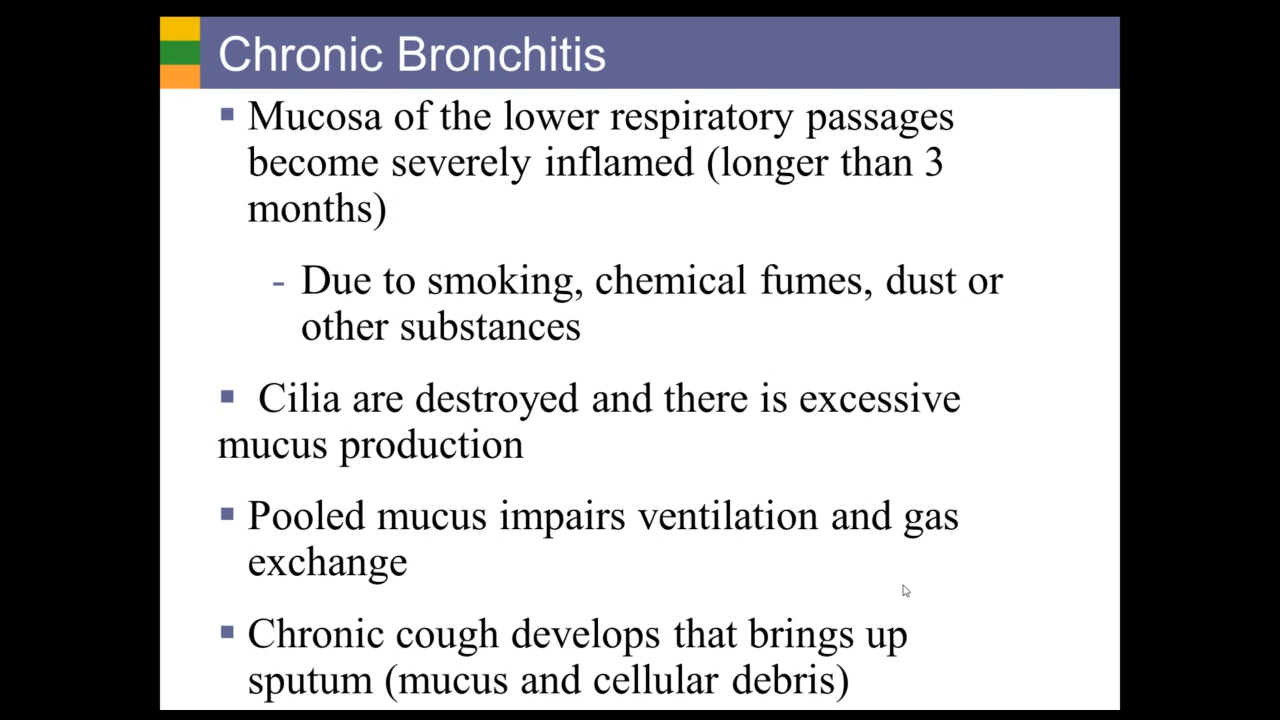 Chronic Bronchitis
▪ Mucosa of the lower respiratory passages
become severely inflamed (longer than 3
months)
- Due to smoking, chemical fumes, dust or
other substances
▪ Cilia are destroyed and there is excessive
mucus production
▪ Pooled mucus impairs ventilation and gas
exchange
▪ Chronic cough develops that brings up
sputum (mucus and cellular debris)